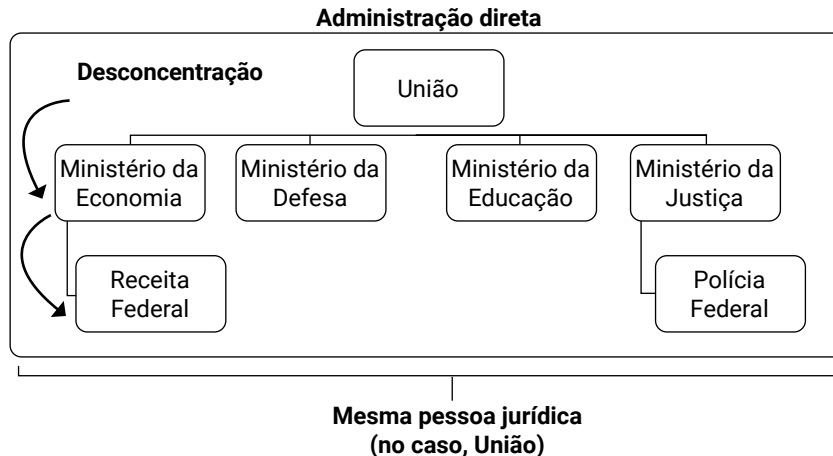 Administração direta
Desconcentração
União
Ministério da
Economia
Ministério da
Defesa
Ministério da
Educação
Ministério da
Justiça
Receita
Federal
Polícia
Federal
Mesma pessoa jurídica
(no caso, União)